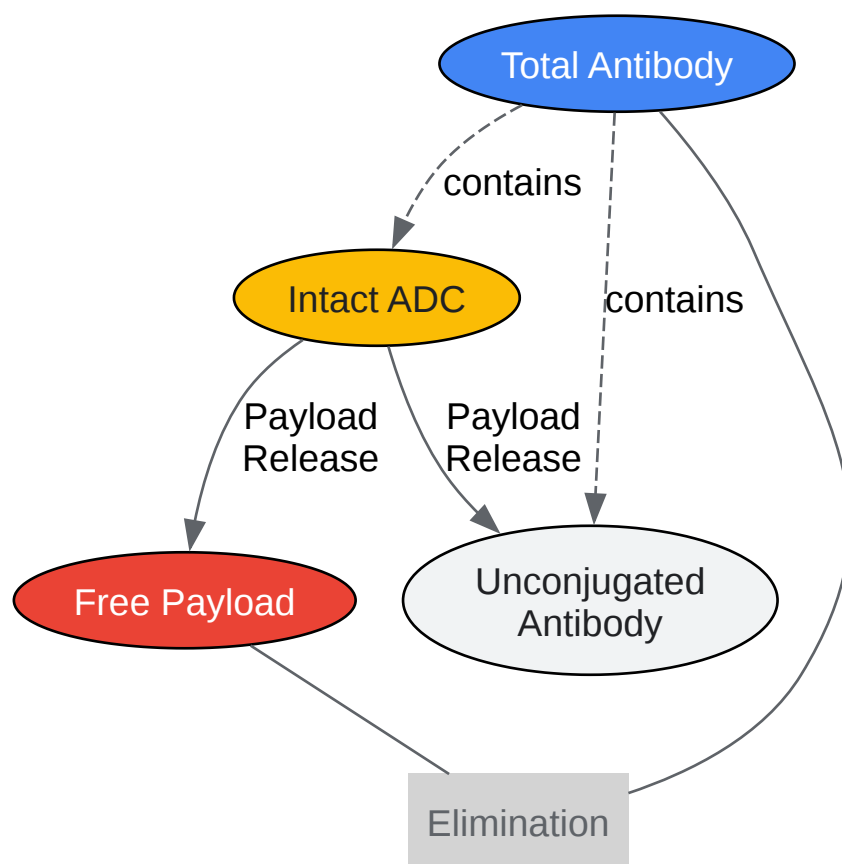 Total Antibody
contains
Intact ADC
contains
Payload
Release
Payload
Release
Free Payload
Unconjugated
Antibody
Elimination